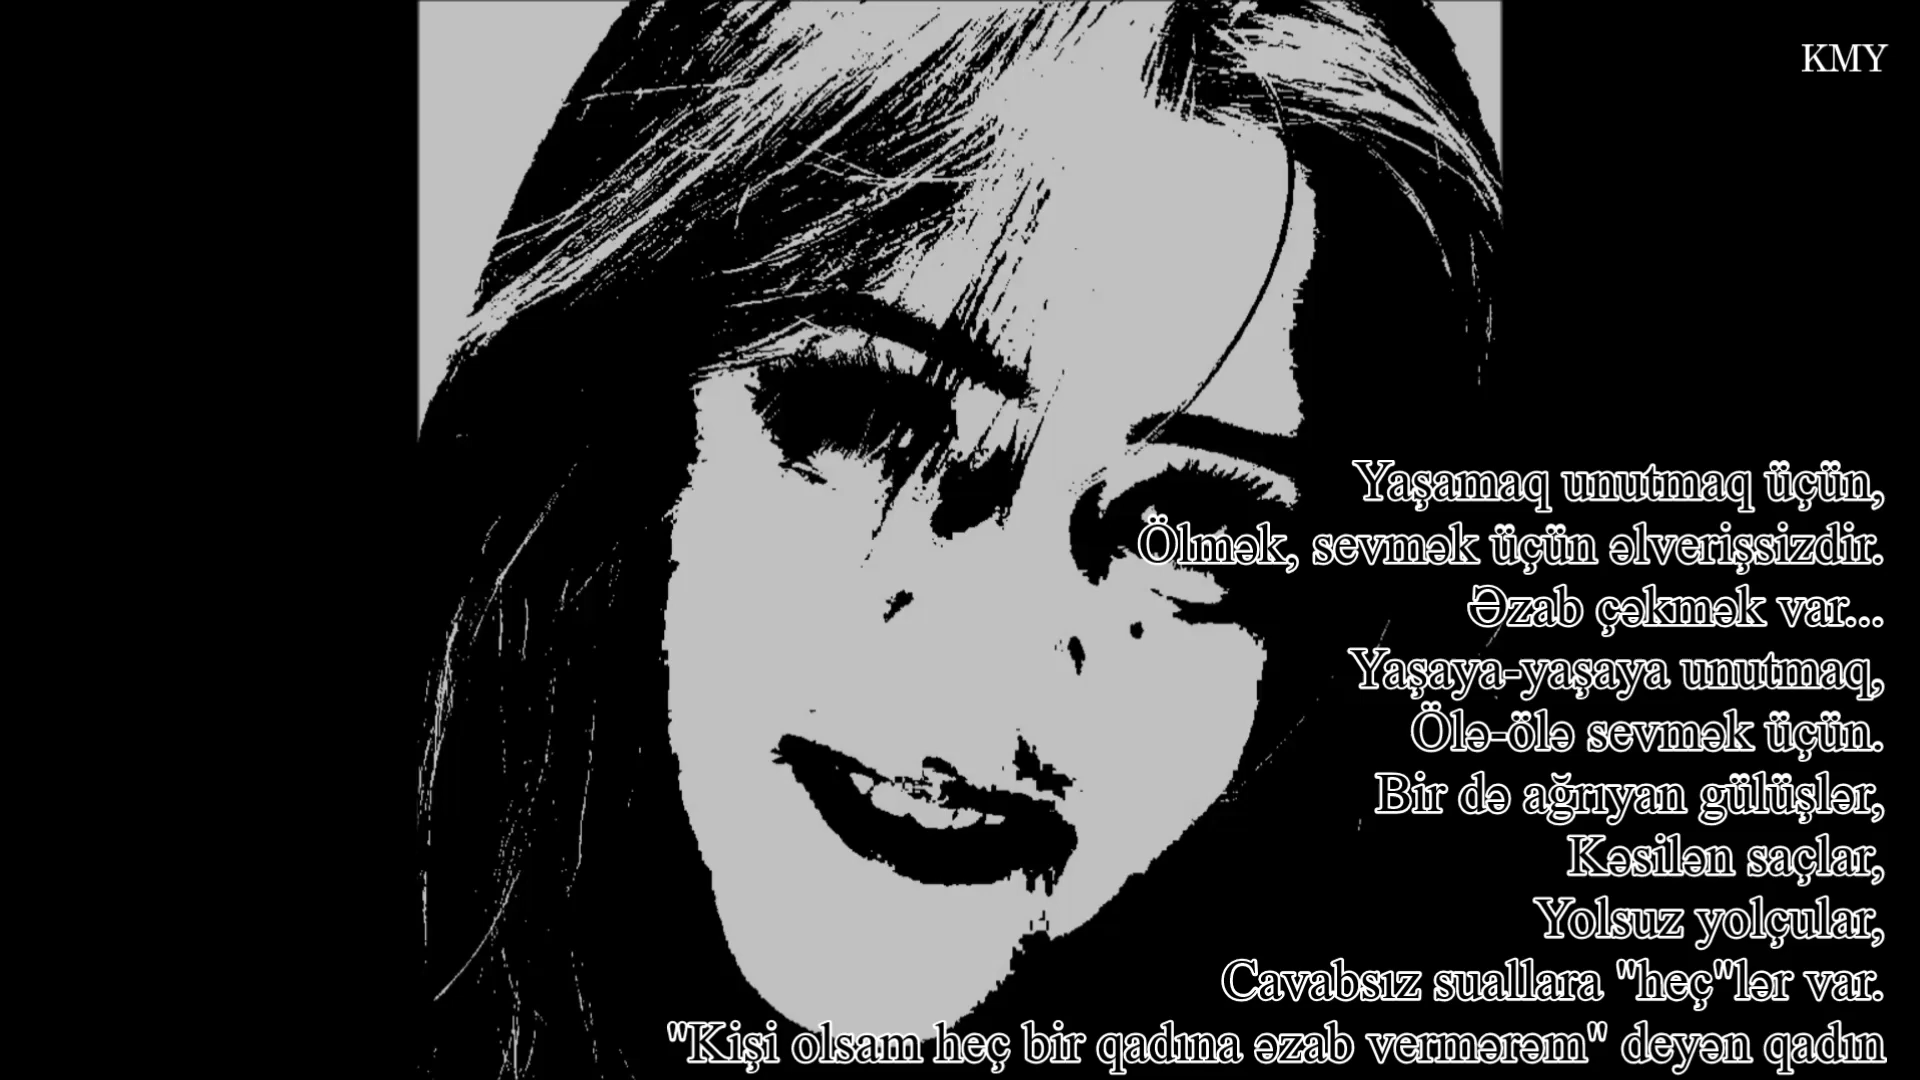 KMY
Yaşamaq unutmaq üçün,
Ölmək, sevmək üçün əlverişsizdir.
Əzab çəkmək var...
Yaşaya-yaşaya unutmaq,
Ölə-ölə sevmək üçün.
Bir də ağrıyan gülüşlər,
Kəsilən saçlar,
Yolsuz yolçular,
Cavabsız suallara "heç"lər var.
"Kişi olsam heç bir qadına əzab vermərəm" deyən qadın